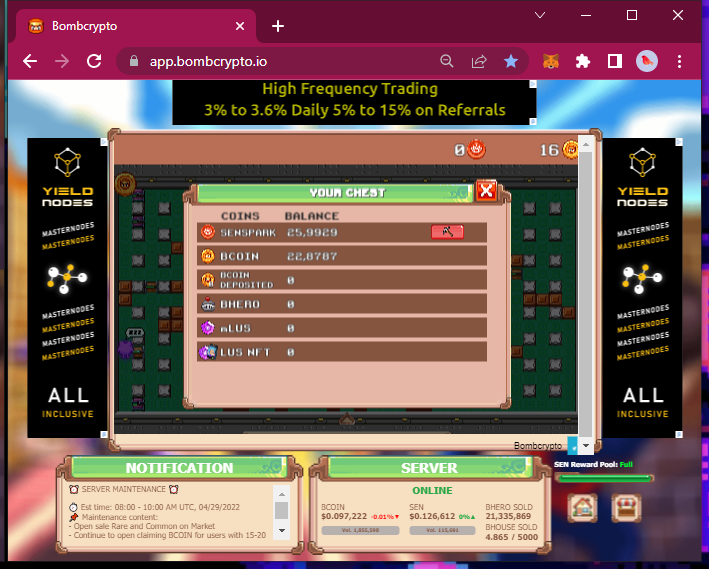 Bombcrypto
app.bombcrypto.io
High Frequency Trading
3% to 3.6% Daily 5% to 15% on Referrals
0
16
YIELD
NODES
MASTERNODES
MASTERNODES
MASTERNODES
MASTERNODES
MASTERNODES
MASTERNODES
ALL
INCLUSIVE
YOUR CHEST
COINS BALANCE
SENSPARK 25,9929
BCOIN 22,8787
BCOIN
DEPOSITED 0
BHERO 0
mLUS 0
LUS NFT 0
YIELD
NODES
MASTERNODES
MASTERNODES
MASTERNODES
MASTERNODES
MASTERNODES
MASTERNODES
ALL
INCLUSIVE
Bombcrypto
NOTIFICATION
SERVER MAINTENANCE
Est time: 08:00 - 10:00 AM UTC, 04/29/2022
Maintenance content:
- Open sale Rare and Common on Market
- Continue to open claiming BCOIN for users with 15-20
SERVER
ONLINE
BCOIN
$0.097,222 -0.01%▼
SEN
$0.126,612 0%▲
BHERO SOLD
21,335,869
BHOUSE SOLD
4.865 / 5000
SEN Reward Pool: Full